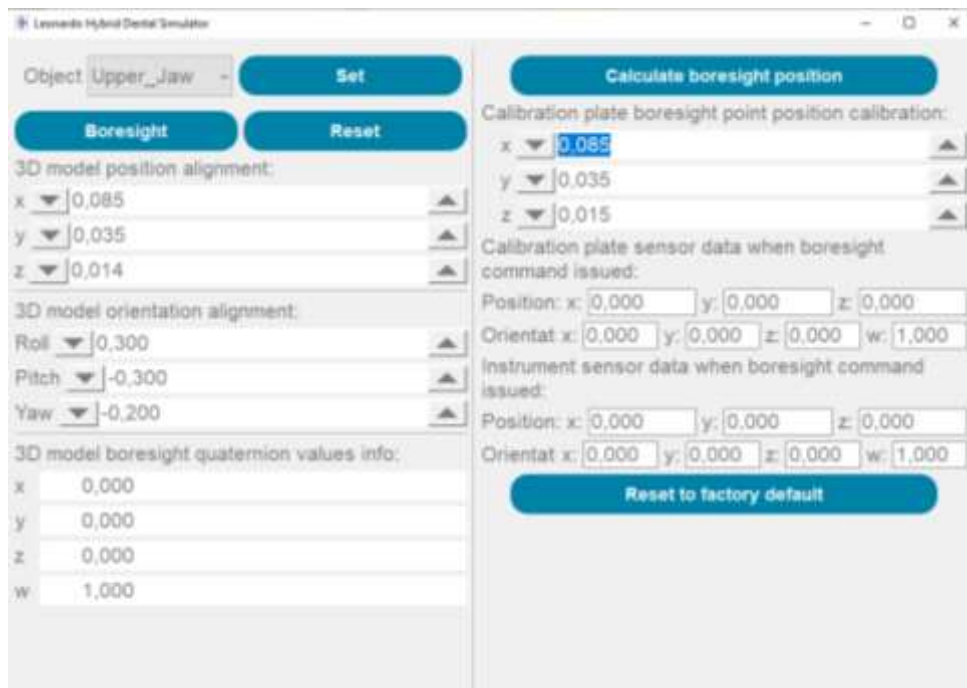 Leonardo Hybrid Dental Simulator
Object Upper_Jaw Set
Boresight Reset
3D model position alignment:
x 0,085
y 0,035
z 0,014
3D model orientation alignment:
Roll 0,300
Pitch -0,300
Yaw -0,200
3D model boresight quaternion values info:
x 0,000
y 0,000
z 0,000
w 1,000
Calculate boresight position
Calibration plate boresight point position calibration:
x 0,085
y 0,035
z 0,015
Calibration plate sensor data when boresight
command issued:
Position: x: 0,000 y: 0,000 z: 0,000
Orientat x: 0,000 y: 0,000 z: 0,000 w: 1,000
Instrument sensor data when boresight command
issued:
Position: x: 0,000 y: 0,000 z: 0,000
Orientat x: 0,000 y: 0,000 z: 0,000 w: 1,000
Reset to factory default